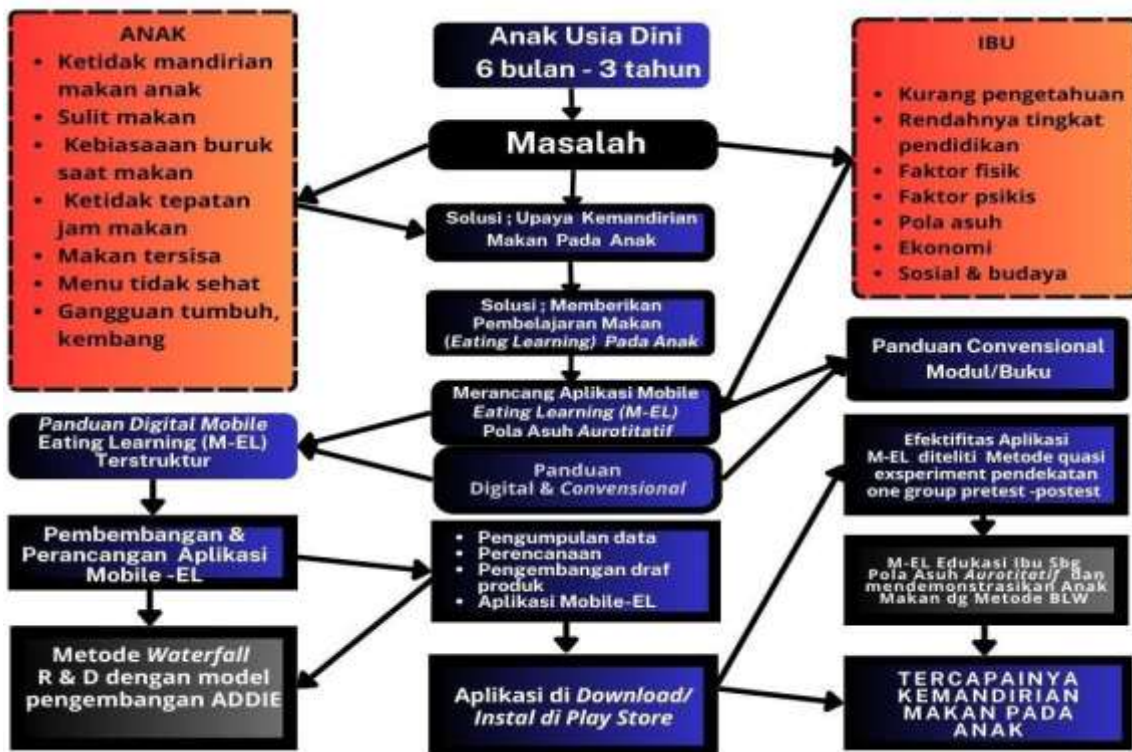 ANAK
• Ketidak mandirian
makan anak
• Sulit makan
• Kebiasaaan buruk
saat makan
• Ketidak tepatan
jam makan
• Makan tersisa
• Menu tidak sehat
• Gangguan tumbuh,
kembang
Anak Usia Dini
6 bulan - 3 tahun
Masalah
Solusi ; Upaya Kemandirian
Makan Pada Anak
Solusi ; Memberikan
Pembelajaran Makan
(Eating Learning) Pada Anak
Merancang Aplikasi Mobile
Eating Learning (M-EL)
Pola Asuh Aurotitatif
Panduan
Digital & Convensional
IBU
• Kurang pengetahuan
• Rendahnya tingkat
pendidikan
• Faktor fisik
• Faktor psikis
• Pola asuh
• Ekonomi
• Sosial & budaya
Panduan Convensional
Modul/Buku
Panduan Digital Mobile
Eating Learning (M-EL)
Terstruktur
Pembembangan &
Perancangan Aplikasi
Mobile -EL
Metode Waterfall
R & D dengan model
pengembangan ADDIE
• Pengumpulan data
• Perencanaan
• Pengembangan draf
produk
• Aplikasi Mobile-EL
Aplikasi di Download/
Instal di Play Store
Efektifitas Aplikasi
M-EL diteliti Metode quasi
exsperiment pendekatan
one group pretest -postest
M-EL Edukasi Ibu Sbg
Pola Asuh Aurotitatif dan
mendemonstrasikan Anak
Makan dg Metode BLW
TERCAPAINYA
KEMANDIRIAN
MAKAN PADA
ANAK